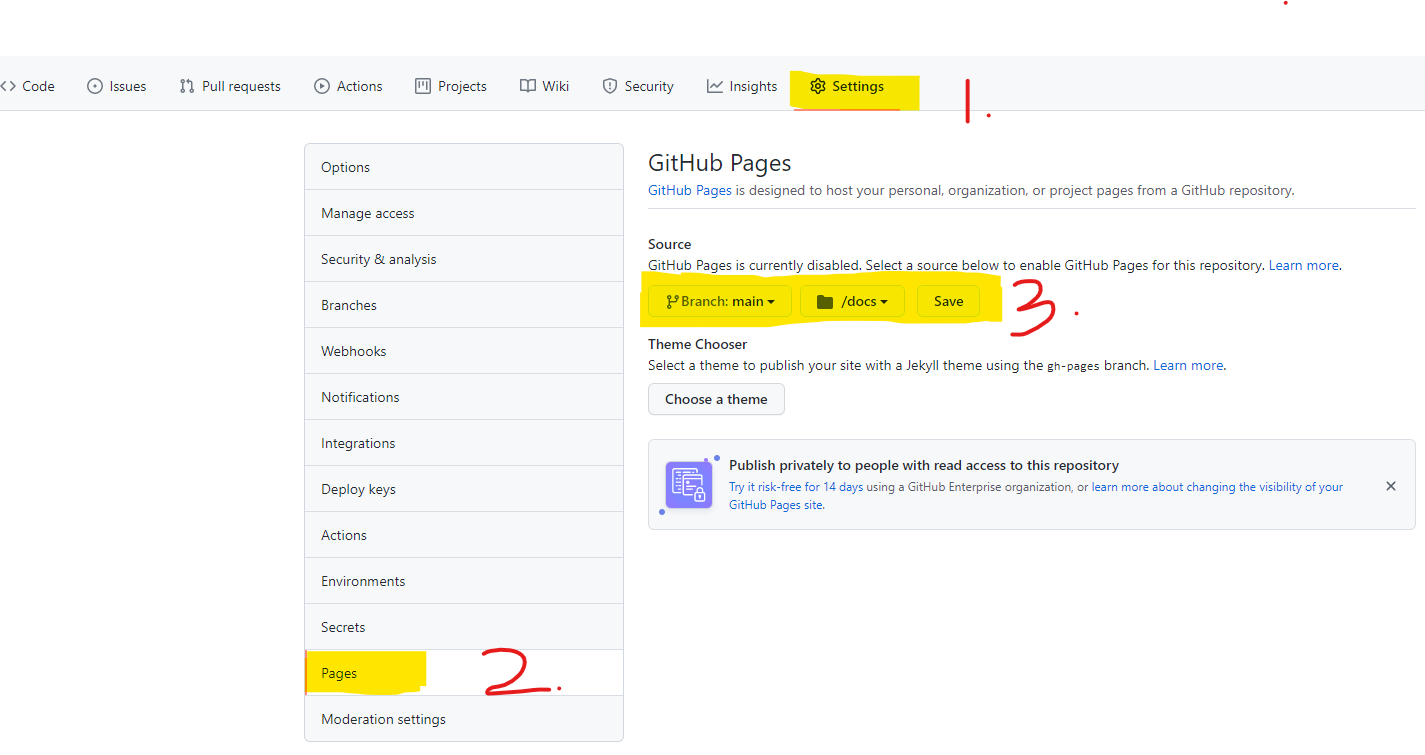 Code Issues Pull requests Actions Projects Wiki Security Insights Settings
1.
Options
Manage access
Security & analysis
Branches
Webhooks
Notifications
Integrations
Deploy keys
Actions
Environments
Secrets
Pages
2.
Moderation settings
GitHub Pages
GitHub Pages is designed to host your personal, organization, or project pages from a GitHub repository.
Source
GitHub Pages is currently disabled. Select a source below to enable GitHub Pages for this repository. Learn more.
Branch: main /docs Save
3.
Theme Chooser
Select a theme to publish your site with a Jekyll theme using the gh-pages branch. Learn more.
Choose a theme
Publish privately to people with read access to this repository
Try it risk-free for 14 days using a GitHub Enterprise organization, or learn more about changing the visibility of your
GitHub Pages site.